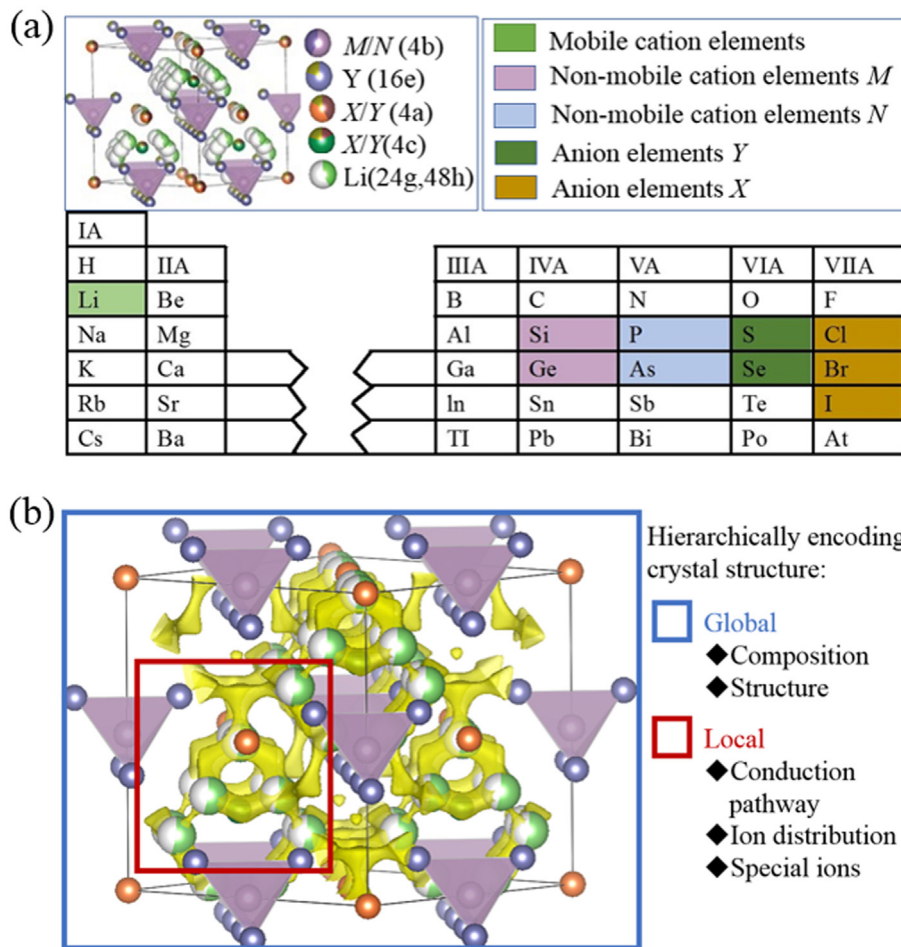 (a)
M/N (4b)
Y (16e)
X/Y (4a)
X/Y(4c)
Li(24g,48h)
Mobile cation elements
Non-mobile cation elements M
Non-mobile cation elements N
Anion elements Y
Anion elements X
IA
H IIA IIIA IVA VA VIA VIIA
Li Be B C N O F
Na Mg Al Si P S Cl
K Ca Ga Ge As Se Br
Rb Sr In Sn Sb Te I
Cs Ba TI Pb Bi Po At
(b)
Hierarchically encoding
crystal structure:
Global
◆Composition
◆Structure
Local
◆Conduction
pathway
◆Ion distribution
◆Special ions